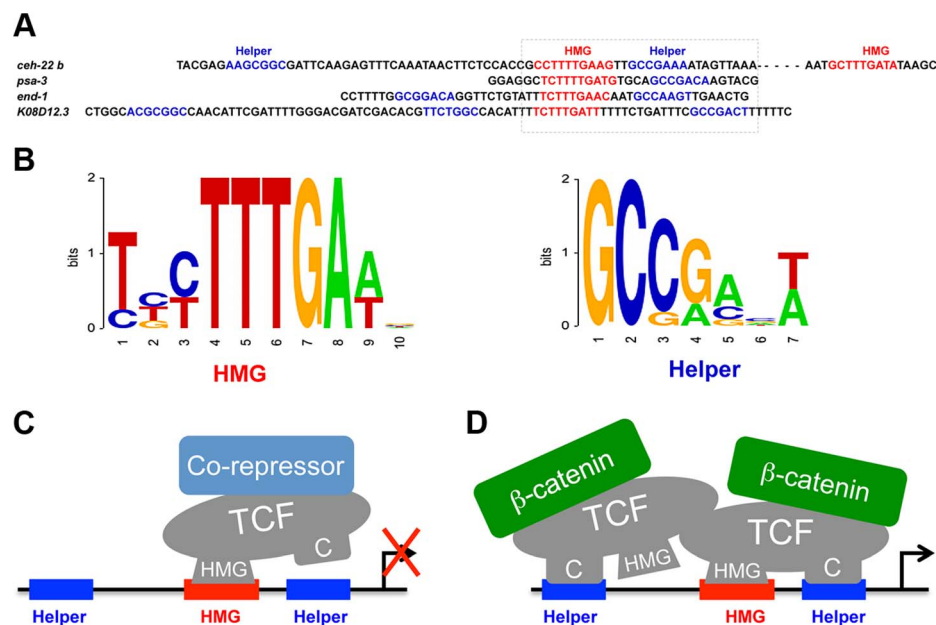 A
Helper HMG Helper
ceh-22 b TACGAGAAGCGGCGATTCAAGAGTTTCAAATAACTTCTCCACCGCCTTTTGAAGTTGCCGAAAATAGTTAAA-----AATGCTTTGATATAAGC HMG
psa-3 GGAGGCTCTTTTGATGTGCAGCCGACAAGTACG
end-1 CCTTTTGGCGGACAGGTTCTGTATTTCTTTGAACAATGCCAAGTTGAACTG
K08D12.3 CTGGCACGCGGCCAACATTCGATTTTGGGACGATCGACACGTTCTGGCCACATTTTCTTTGATTTTTTCTGATTTCGCCGACTTTTTTC
B
2
1
0
bits
1 2 3 4 5 6 7 8 9 10
HMG
2
1
0
bits
1 2 3 4 5 6 7
Helper
C
Co-repressor
TCF
HMG
C
Helper HMG Helper
D
β-catenin
β-catenin
TCF
TCF
C
HMG
HMG
C
Helper HMG Helper